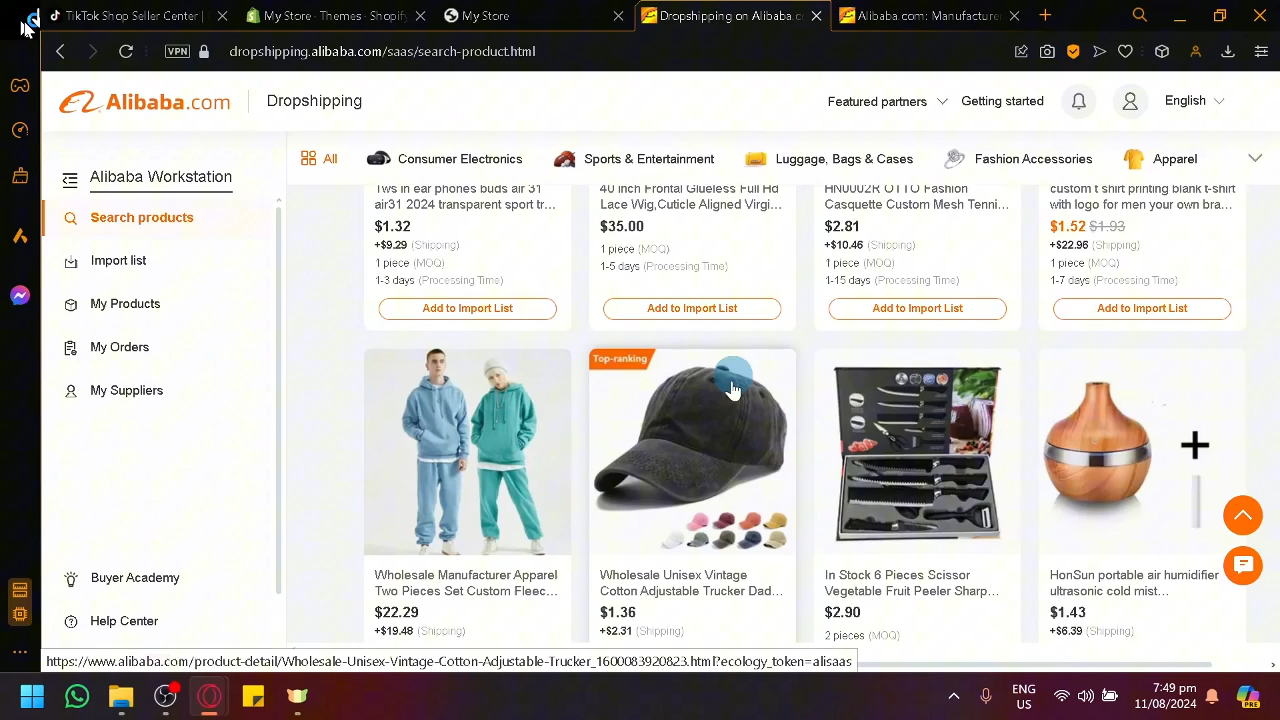 TikTok Shop Seller Center
My Store - Themes · Shopif
My Store
Dropshipping on Alibaba.co
Alibaba.com: Manufacturer
VPN
dropshipping.alibaba.com/saas/search-product.html
Alibaba.com
Dropshipping
Featured partners
Getting started
English
All
Consumer Electronics
Sports & Entertainment
Luggage, Bags & Cases
Fashion Accessories
Apparel
Alibaba Workstation
Search products
Import list
My Products
My Orders
My Suppliers
Buyer Academy
Help Center
Tws in ear phones buds air 31
air31 2024 transparent sport tr...
$1.32
+$9.29 (Shipping)
1 piece (MOQ)
1-3 days (Processing Time)
Add to Import List
40 inch Frontal Glueless Full Hd
Lace Wig,Cuticle Aligned Virgi...
$35.00
1 piece (MOQ)
1-5 days (Processing Time)
Add to Import List
HN0002R OTTO Fashion
Casquette Custom Mesh Tenni...
$2.81
+$10.46 (Shipping)
1 piece (MOQ)
1-15 days (Processing Time)
Add to Import List
custom t shirt printing blank t-shirt
with logo for men your own bra...
$1.52 $1.93
+$22.96 (Shipping)
1 piece (MOQ)
1-7 days (Processing Time)
Add to Import List
Wholesale Manufacturer Apparel
Two Pieces Set Custom Fleec...
$22.29
+$19.48 (Shipping)
Top-ranking
Wholesale Unisex Vintage
Cotton Adjustable Trucker Dad...
$1.36
+$2.31 (Shipping)
In Stock 6 Pieces Scissor
Vegetable Fruit Peeler Sharp...
$2.90
2 pieces (MOQ)
HonSun portable air humidifier
ultrasonic cold mist...
$1.43
+$6.39 (Shipping)
https://www.alibaba.com/product-detail/Wholesale-Unisex-Vintage-Cotton-Adjustable-Trucker_1600083920823.html?ecology_token=alisaas
ENG
US
7:49 pm
11/08/2024
PRE